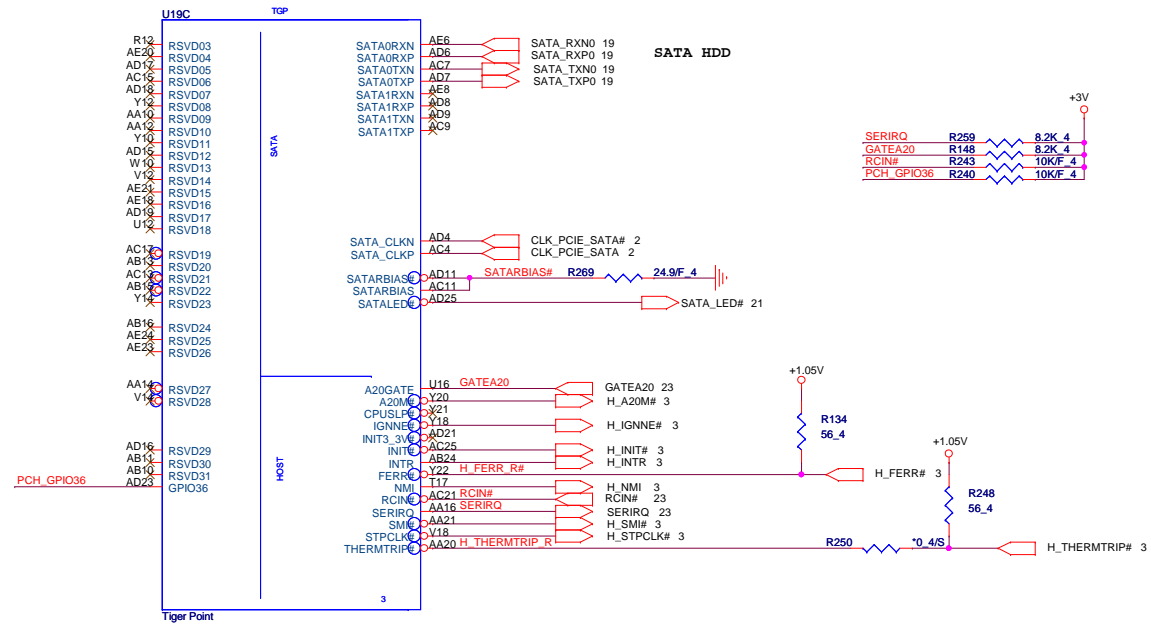 U19C
TGP
R12 RSVD03
AE20 RSVD04
AD17 RSVD05
AC15 RSVD06
AD18 RSVD07
Y12 RSVD08
AA10 RSVD09
AA12 RSVD10
Y10 RSVD11
AD15 RSVD12
W10 RSVD13
V12 RSVD14
AE21 RSVD15
AE18 RSVD16
AD19 RSVD17
U12 RSVD18
AC17 RSVD19
AB13 RSVD20
AC13 RSVD21
AB15 RSVD22
Y14 RSVD23
AB16 RSVD24
AE24 RSVD25
AE23 RSVD26
AA14 RSVD27
V14 RSVD28
AD16 RSVD29
AB11 RSVD30
AB10 RSVD31
PCH_GPIO36 AD23 GPIO36
SATA
HOST
SATA0RXN AE6 SATA_RXN0 19
SATA0RXP AD6 SATA_RXP0 19
SATA0TXN AC7 SATA_TXN0 19
SATA0TXP AD7 SATA_TXP0 19
SATA1RXN AE8
SATA1RXP AD8
SATA1TXN AD9
SATA1TXP AC9
SATA HDD
SATA_CLKN AD4 CLK_PCIE_SATA# 2
SATA_CLKP AC4 CLK_PCIE_SATA 2
SATARBIAS# AD11 SATARBIAS# R269 24.9/F_4
SATARBIAS AC11
SATALED# AD25 SATA_LED# 21
A20GATE U16 GATEA20 GATEA20 23
A20M# Y20 H_A20M# 3
CPUSLP# Y21
IGNNE# Y18 H_IGNNE# 3
INIT3_3V# AD21
INIT# AC25 H_INIT# 3
INTR AB24 H_INTR 3
FERR# Y22 H_FERR_R# H_FERR# 3
NMI T17 H_NMI 3
RCIN# AC21 RCIN# RCIN# 23
SERIRQ AA16 SERIRQ SERIRQ 23
SMI# AA21 H_SMI# 3
STPCLK# V18 H_STPCLK# 3
THERMTRIP# AA20 H_THERMTRIP_R R250 *0_4/S H_THERMTRIP# 3
+3V
SERIRQ R259 8.2K_4
GATEA20 R148 8.2K_4
RCIN# R243 10K/F_4
PCH_GPIO36 R240 10K/F_4
+1.05V
R134
56_4
+1.05V
R248
56_4
3
Tiger Point